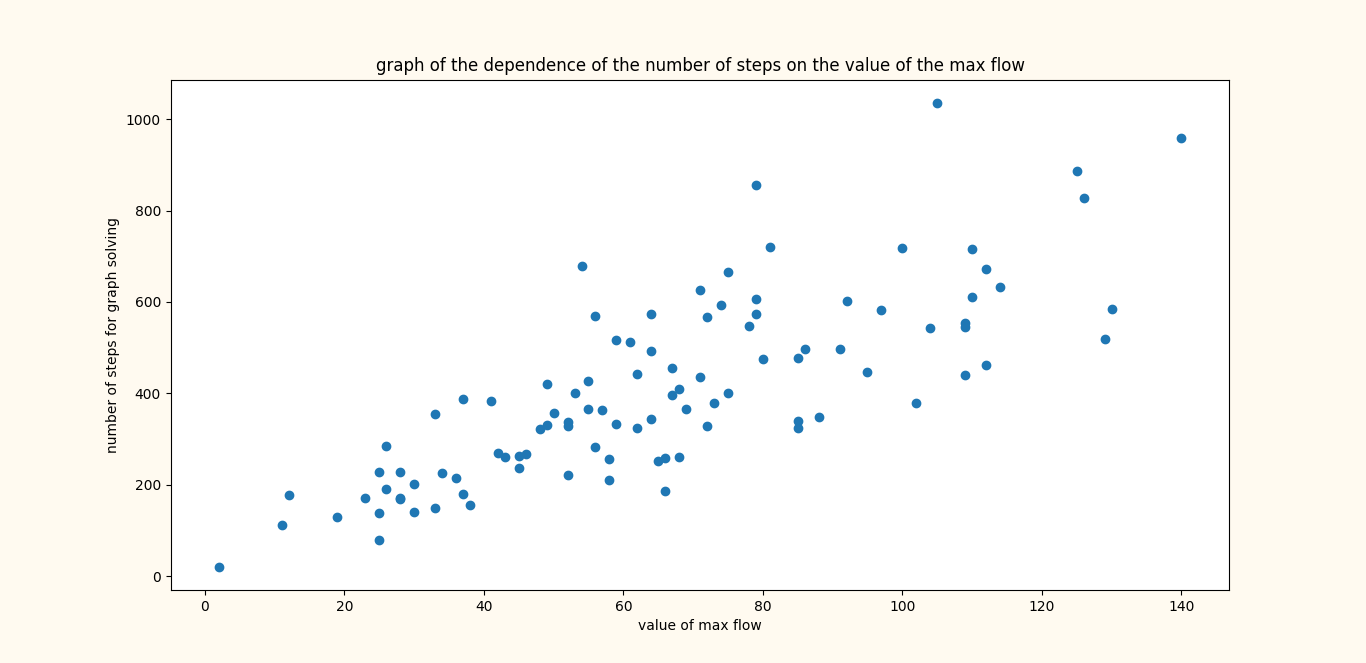 graph of the dependence of the number of steps on the value of the max flow
number of steps for graph solving
1000
800
600
400
200
0
0 20 40 60 80 100 120 140
value of max flow